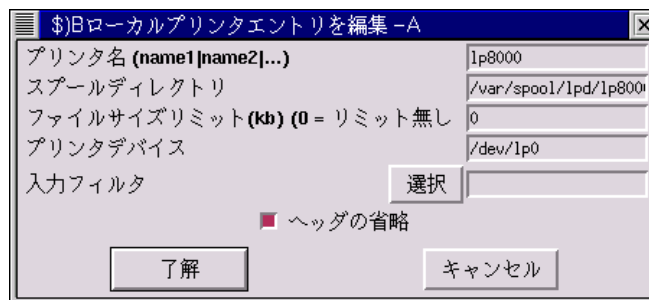 $)Bローカルプリンタエントリを編集 –A
プリンタ名 (name1|name2|...) lp8000
スプールディレクトリ /var/spool/lpd/lp800
ファイルサイズリミット(kb) (0 = リミット無し 0
プリンタデバイス /dev/lp0
入力フィルタ 選択
ヘッダの省略
了解 キャンセル